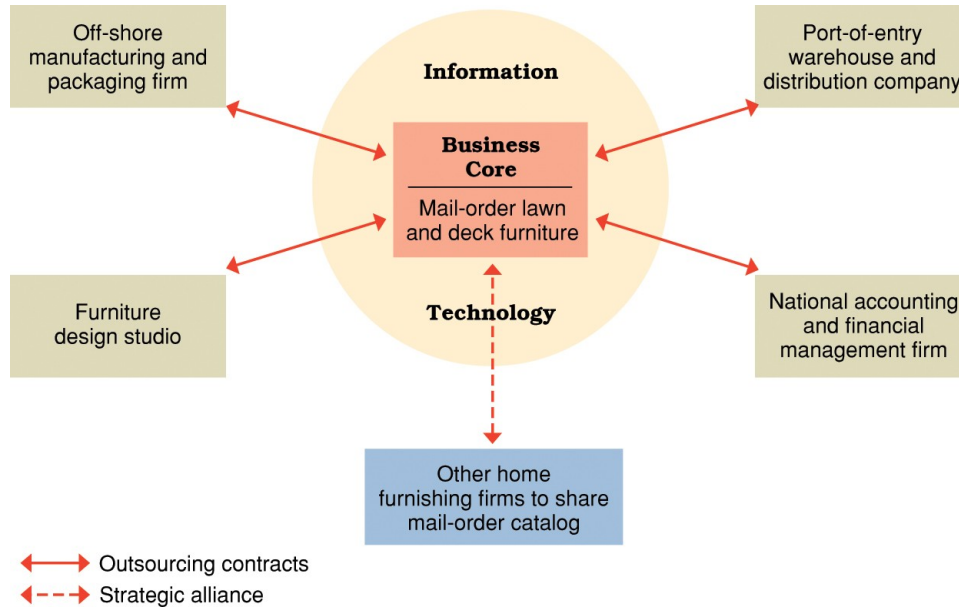 Off-shore
manufacturing and
packaging firm
Information
Port-of-entry
warehouse and
distribution company
Business
Core
Mail-order lawn
and deck furniture
Furniture
design studio
Technology
National accounting
and financial
management firm
Other home
furnishing firms to share
mail-order catalog
Outsourcing contracts
Strategic alliance